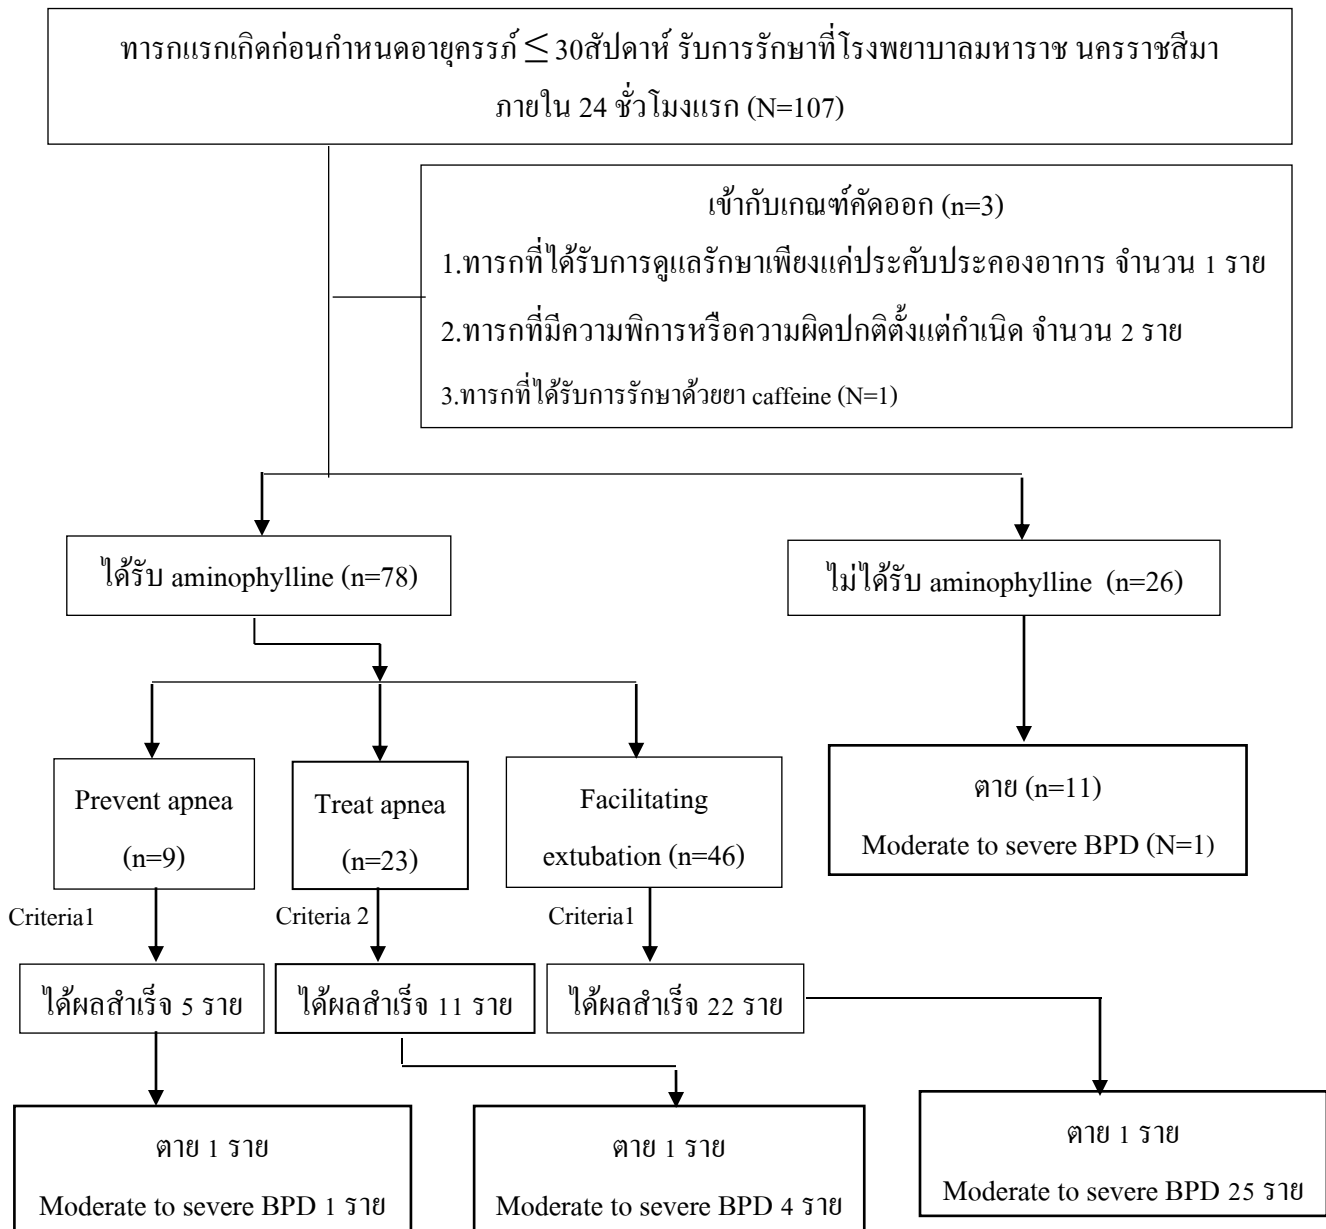 ทารกแรกเกิดก่อนกำหนดอายุครรภ์ ≤ 30สัปดาห์ รับการรักษาที่โรงพยาบาลมหาราช นครราชสีมา
ภายใน 24 ชั่วโมงแรก (N=107)
เข้ากับเกณฑ์คัดออก (n=3)
1.ทารกที่ได้รับการดูแลรักษาเพียงแค่ประคับประคองอาการ จำนวน 1 ราย
2.ทารกที่มีความพิการหรือความผิดปกติตั้งแต่กำเนิด จำนวน 2 ราย
3.ทารกที่ได้รับการรักษาด้วยยา caffeine (N=1)
ได้รับ aminophylline (n=78)
ไม่ได้รับ aminophylline (n=26)
Prevent apnea
(n=9)
Treat apnea
(n=23)
Facilitating
extubation (n=46)
ตาย (n=11)
Moderate to severe BPD (N=1)
Criteria1
Criteria 2
Criteria1
ได้ผลสำเร็จ 5 ราย
ได้ผลสำเร็จ 11 ราย
ได้ผลสำเร็จ 22 ราย
ตาย 1 ราย
Moderate to severe BPD 1 ราย
ตาย 1 ราย
Moderate to severe BPD 4 ราย
ตาย 1 ราย
Moderate to severe BPD 25 ราย